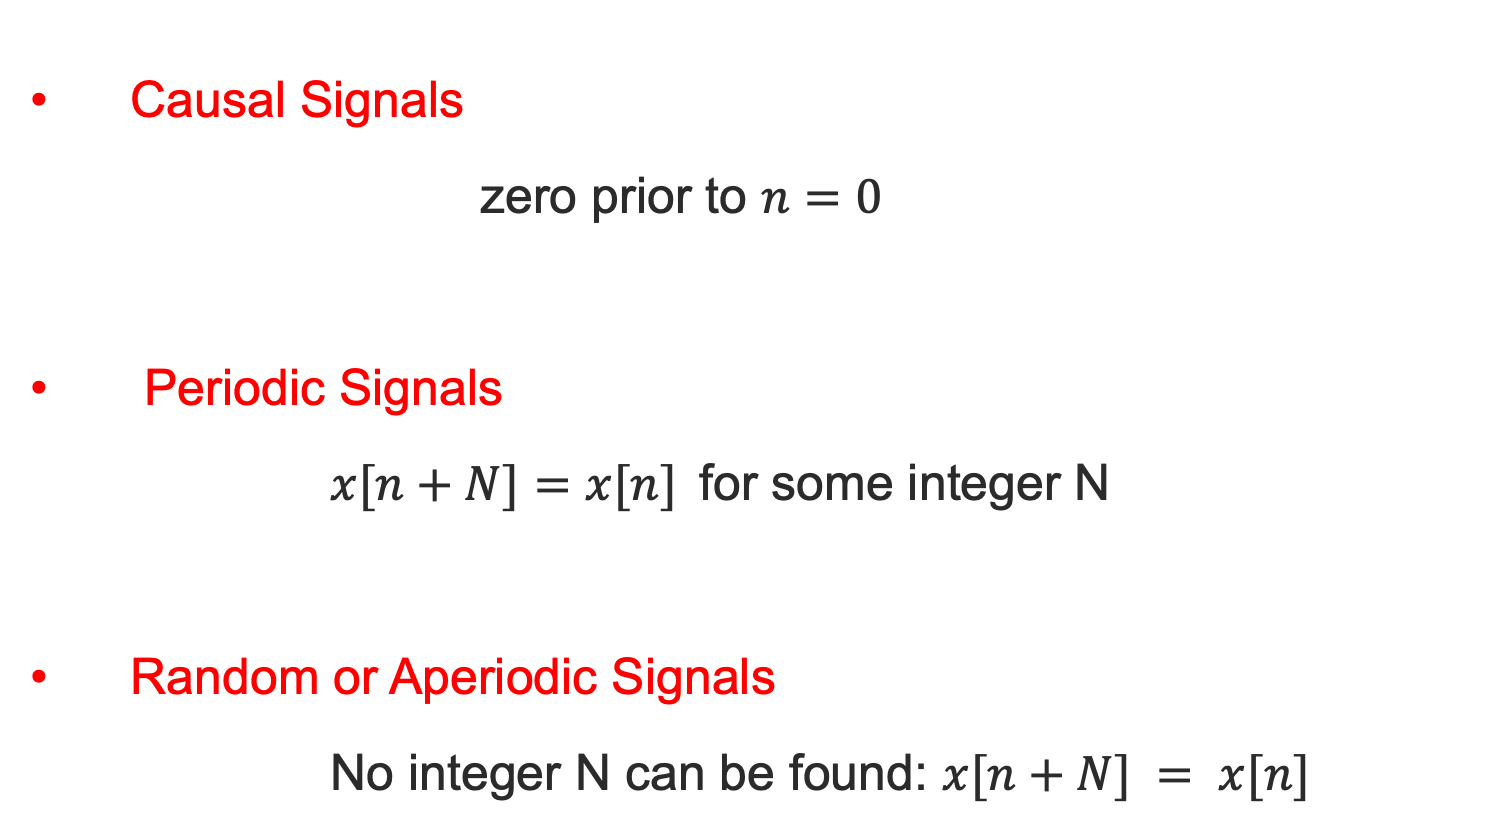 • Causal Signals
zero prior to n = 0
• Periodic Signals
x[n + N] = x[n] for some integer N
• Random or Aperiodic Signals
No integer N can be found: x[n + N] = x[n]